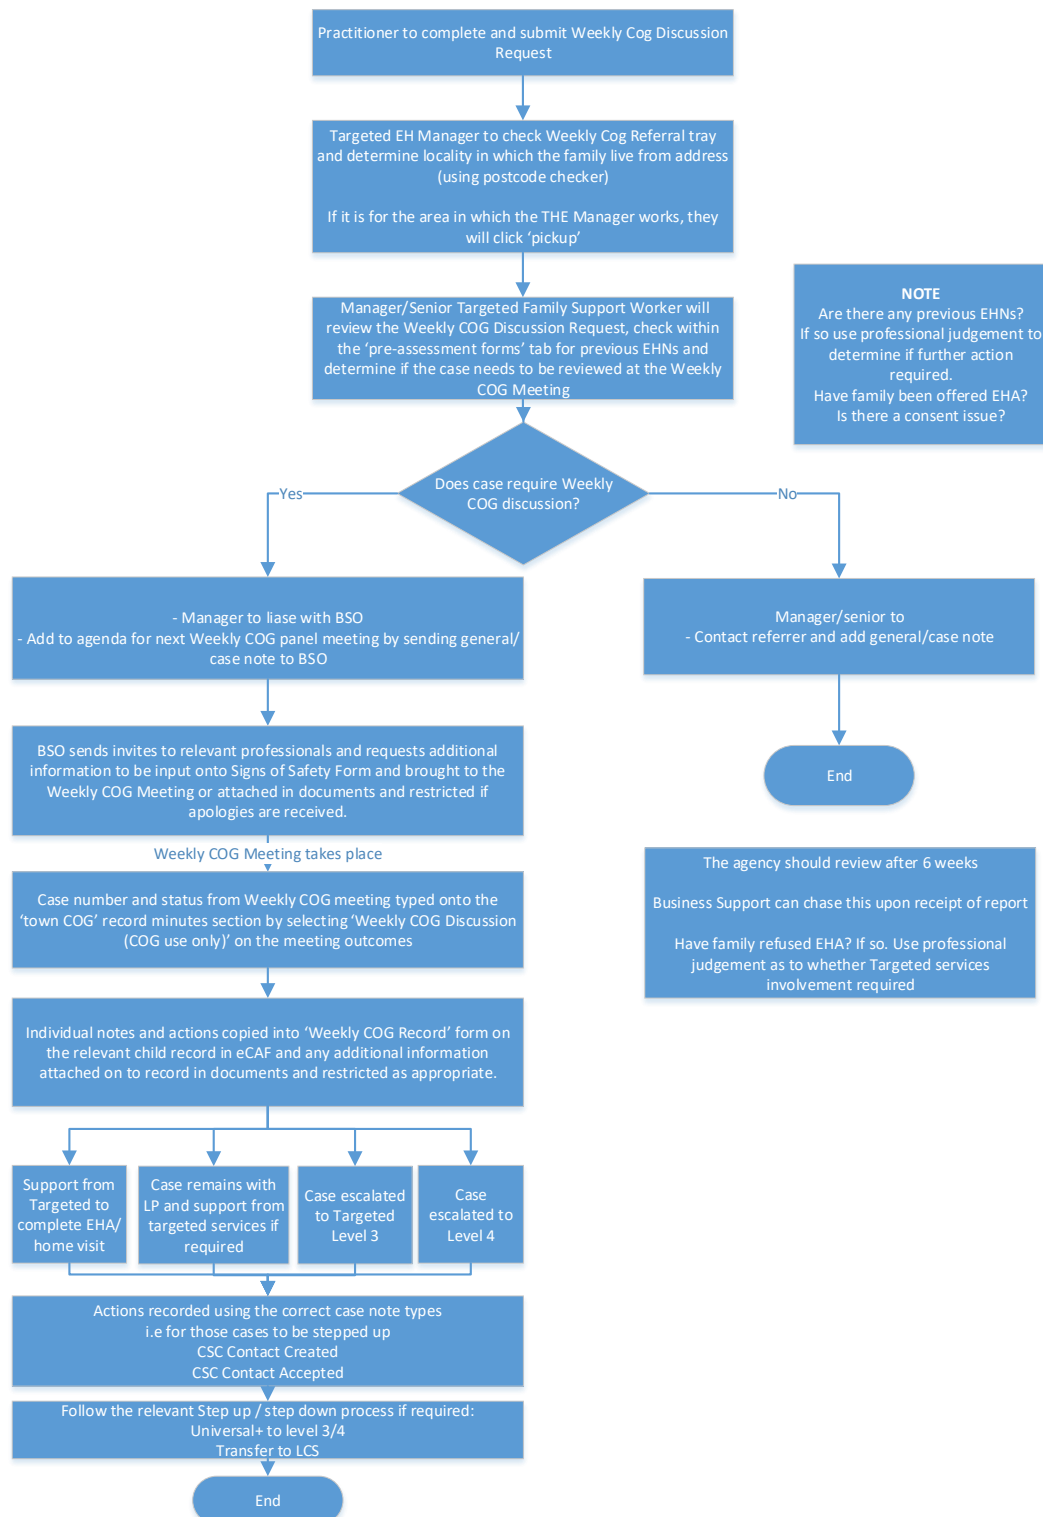 Practitioner to complete and submit Weekly Cog Discussion
Request
Targeted EH Manager to check Weekly Cog Referral tray
and determine locality in which the family live from address
(using postcode checker)
If it is for the area in which the THE Manager works, they
will click ‘pickup’
Manager/Senior Targeted Family Support Worker will
review the Weekly COG Discussion Request, check within
the ‘pre-assessment forms’ tab for previous EHNs and
determine if the case needs to be reviewed at the Weekly
COG Meeting
NOTE
Are there any previous EHNs?
If so use professional judgement to
determine if further action
required.
Have family been offered EHA?
Is there a consent issue?
Does case require Weekly
COG discussion?
Yes
No
- Manager to liase with BSO
- Add to agenda for next Weekly COG panel meeting by sending general/
case note to BSO
Manager/senior to
- Contact referrer and add general/case note
BSO sends invites to relevant professionals and requests additional
information to be input onto Signs of Safety Form and brought to the
Weekly COG Meeting or attached in documents and restricted if
apologies are received.
End
Weekly COG Meeting takes place
Case number and status from Weekly COG meeting typed onto the
‘town COG’ record minutes section by selecting ‘Weekly COG Discussion
(COG use only)’ on the meeting outcomes
The agency should review after 6 weeks
Business Support can chase this upon receipt of report
Have family refused EHA? If so. Use professional
judgement as to whether Targeted services
involvement required
Individual notes and actions copied into ‘Weekly COG Record’ form on
the relevant child record in eCAF and any additional information
attached on to record in documents and restricted as appropriate.
Support from
Targeted to
complete EHA/
home visit
Case remains with
LP and support from
targeted services if
required
Case escalated
to Targeted
Level 3
Case
escalated to
Level 4
Actions recorded using the correct case note types
i.e for those cases to be stepped up
CSC Contact Created
CSC Contact Accepted
Follow the relevant Step up / step down process if required:
Universal+ to level 3/4
Transfer to LCS
End